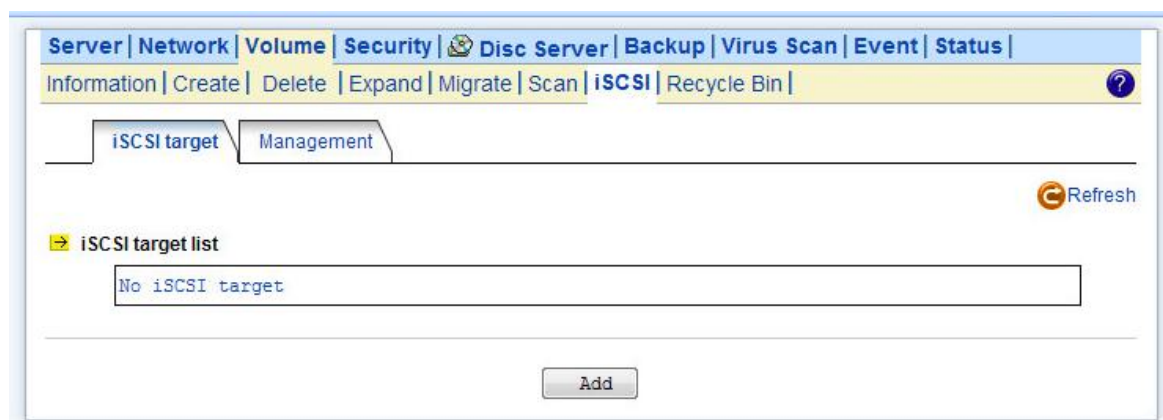 Server | Network | Volume | Security | Disc Server | Backup | Virus Scan | Event | Status |
Information | Create | Delete | Expand | Migrate | Scan | iSCSI | Recycle Bin | ?
iSCSI target Management
Refresh
iSCSI target list
No iSCSI target
Add